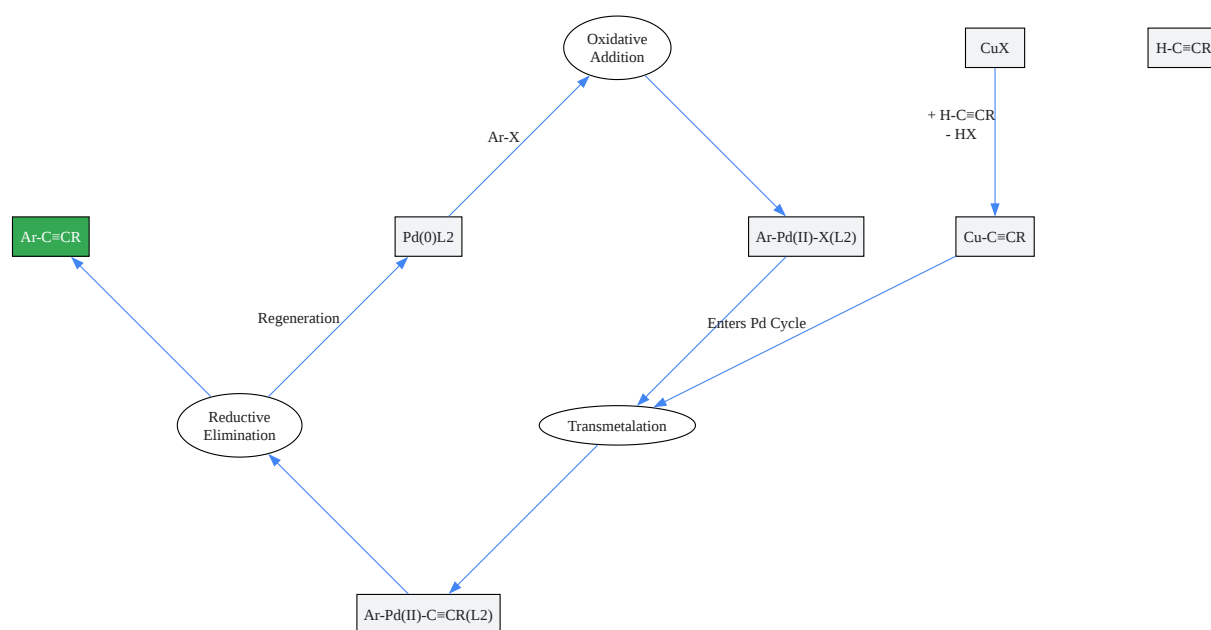 Oxidative
Addition
CuX
H-C≡CR
+ H-C≡CR
- HX
Ar-X
Ar-C≡CR
Pd(0)L2
Ar-Pd(II)-X(L2)
Cu-C≡CR
Regeneration
Enters Pd Cycle
Reductive
Elimination
Transmetalation
Ar-Pd(II)-C≡CR(L2)